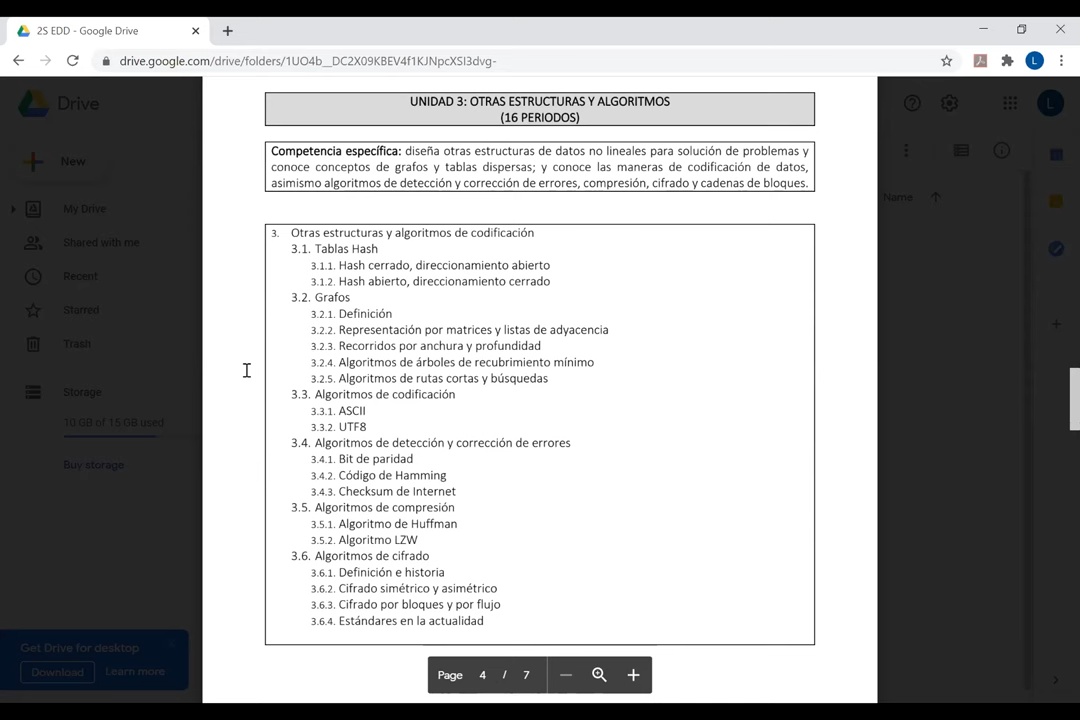 2S EDD - Google Drive
drive.google.com/drive/folders/1UO4b__DC2X09KBEV4f1KJNpcXSI3dvg-
L
Drive
L
New
My Drive
Shared with me
Recent
Starred
Trash
Storage
10 GB of 15 GB used
Buy storage
Get Drive for desktop
Download
Learn more
Name
UNIDAD 3: OTRAS ESTRUCTURAS Y ALGORITMOS
(16 PERIODOS)
Competencia específica: diseña otras estructuras de datos no lineales para solución de problemas y
conoce conceptos de grafos y tablas dispersas; y conoce las maneras de codificación de datos,
asimismo algoritmos de detección y corrección de errores, compresión, cifrado y cadenas de bloques.
3. Otras estructuras y algoritmos de codificación
3.1. Tablas Hash
3.1.1. Hash cerrado, direccionamiento abierto
3.1.2. Hash abierto, direccionamiento cerrado
3.2. Grafos
3.2.1. Definición
3.2.2. Representación por matrices y listas de adyacencia
3.2.3. Recorridos por anchura y profundidad
3.2.4. Algoritmos de árboles de recubrimiento mínimo
3.2.5. Algoritmos de rutas cortas y búsquedas
3.3. Algoritmos de codificación
3.3.1. ASCII
3.3.2. UTF8
3.4. Algoritmos de detección y corrección de errores
3.4.1. Bit de paridad
3.4.2. Código de Hamming
3.4.3. Checksum de Internet
3.5. Algoritmos de compresión
3.5.1. Algoritmo de Huffman
3.5.2. Algoritmo LZW
3.6. Algoritmos de cifrado
3.6.1. Definición e historia
3.6.2. Cifrado simétrico y asimétrico
3.6.3. Cifrado por bloques y por flujo
3.6.4. Estándares en la actualidad
Page 4 / 7